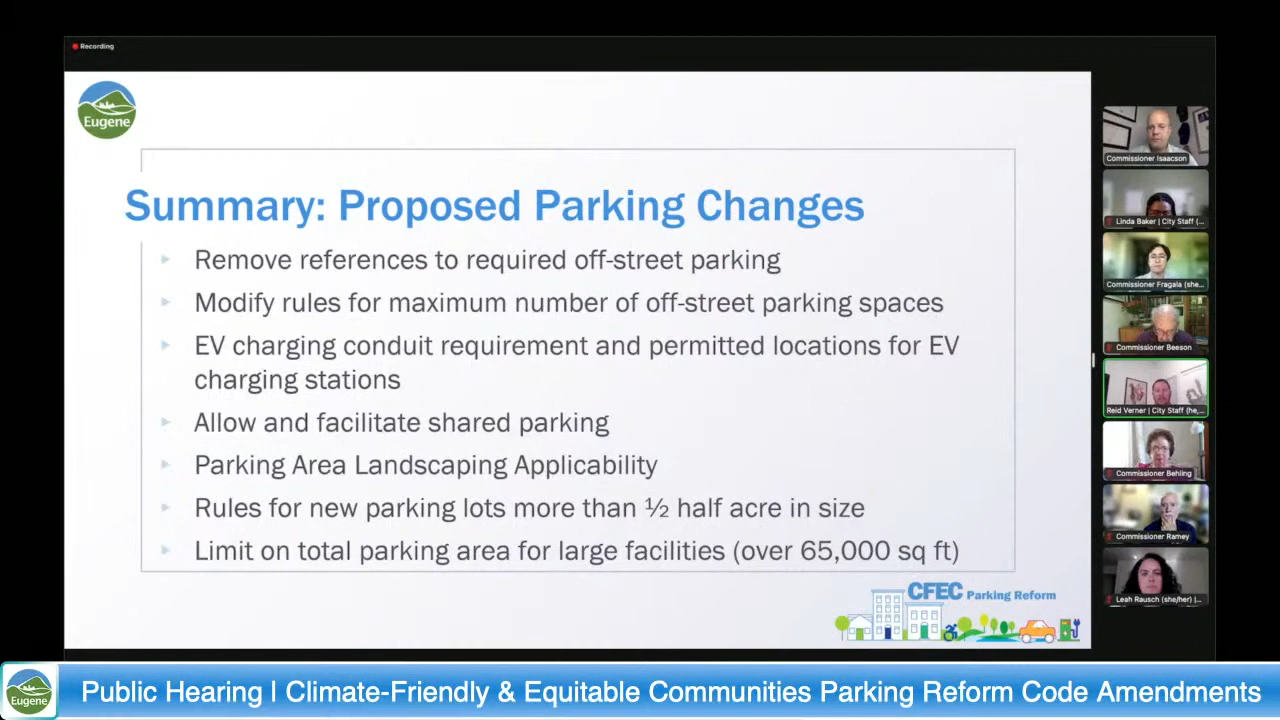 Recording
Eugene
Summary: Proposed Parking Changes
Remove references to required off-street parking
Modify rules for maximum number of off-street parking spaces
EV charging conduit requirement and permitted locations for EV
charging stations
Allow and facilitate shared parking
Parking Area Landscaping Applicability
Rules for new parking lots more than ½ half acre in size
Limit on total parking area for large facilities (over 65,000 sq ft)
CFEC Parking Reform
Commissioner Isaacson
Linda Baker | City Staff (...
Commissioner Fragala (she...
Commissioner Beeson
Reid Verner | City Staff (he,...
Commissioner Behling
Commissioner Ramey
Leah Rausch (she/her) |...
Eugene
Public Hearing | Climate-Friendly & Equitable Communities Parking Reform Code Amendments